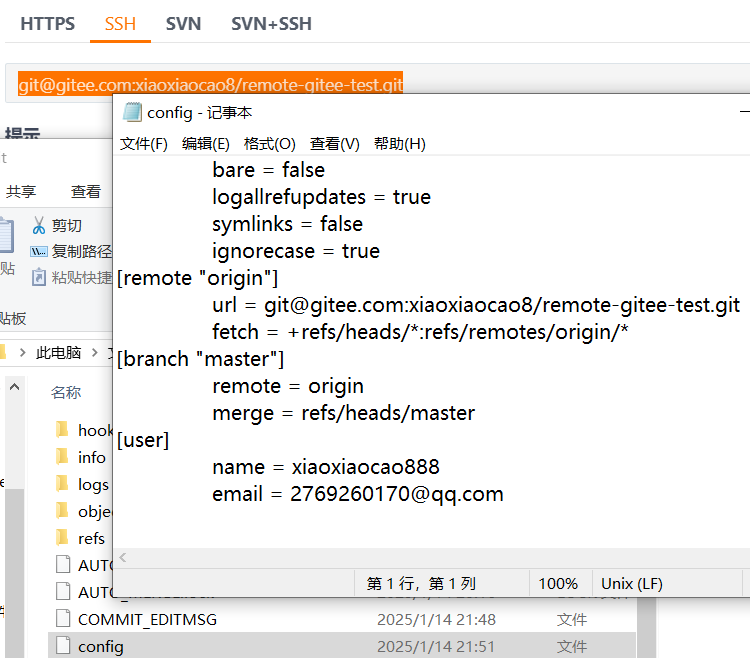 HTTPS SSH SVN SVN+SSH
git@gitee.com:xiaoxiaocao8/remote-gitee-test.git
提示
config - 记事本
文件(F) 编辑(E) 格式(O) 查看(V) 帮助(H)
bare = false
logallrefupdates = true
symlinks = false
ignorecase = true
[remote "origin"]
url = git@gitee.com:xiaoxiaocao8/remote-gitee-test.git
fetch = +refs/heads/*:refs/remotes/origin/*
[branch "master"]
remote = origin
merge = refs/heads/master
[user]
name = xiaoxiaocao888
email = 2769260170@qq.com
第 1 行，第 1 列 100% Unix (LF)
t
共享 查看
剪切
复制路径
粘贴快捷
贴
贴板
此电脑
名称
hook
info
logs
obje
refs
AUTO
AUTO
COMMIT_EDITMSG 2025/1/14 21:48 文件
config 2025/1/14 21:51 文件